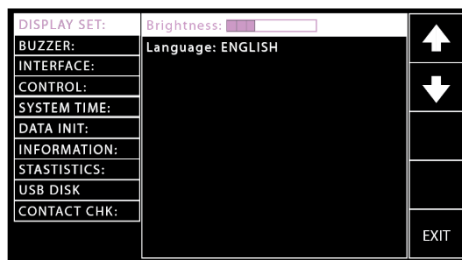 DISPLAY SET:
BUZZER:
INTERFACE:
CONTROL:
SYSTEM TIME:
DATA INIT:
INFORMATION:
STASTISTICS:
USB DISK
CONTACT CHK:
Brightness:
Language: ENGLISH
EXIT